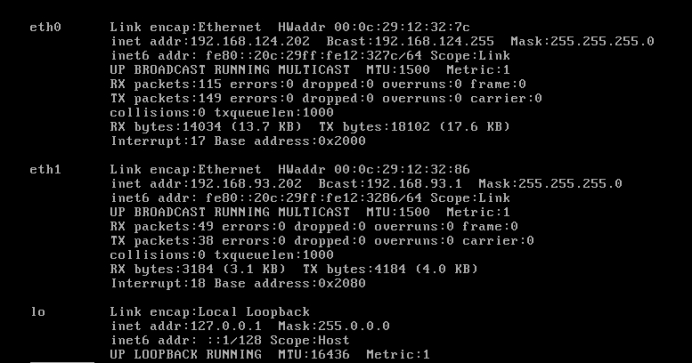 eth0 Link encap:Ethernet HWaddr 00:0c:29:12:32:7c
inet addr:192.168.124.202 Bcast:192.168.124.255 Mask:255.255.255.0
inet6 addr: fe80::20c:29ff:fe12:327c/64 Scope:Link
UP BROADCAST RUNNING MULTICAST MTU:1500 Metric:1
RX packets:115 errors:0 dropped:0 overruns:0 frame:0
TX packets:149 errors:0 dropped:0 overruns:0 carrier:0
collisions:0 txqueuelen:1000
RX bytes:14034 (13.7 KB) TX bytes:18102 (17.6 KB)
Interrupt:17 Base address:0x2000
eth1 Link encap:Ethernet HWaddr 00:0c:29:12:32:86
inet addr:192.168.93.202 Bcast:192.168.93.1 Mask:255.255.255.0
inet6 addr: fe80::20c:29ff:fe12:3286/64 Scope:Link
UP BROADCAST RUNNING MULTICAST MTU:1500 Metric:1
RX packets:49 errors:0 dropped:0 overruns:0 frame:0
TX packets:38 errors:0 dropped:0 overruns:0 carrier:0
collisions:0 txqueuelen:1000
RX bytes:3184 (3.1 KB) TX bytes:4184 (4.0 KB)
Interrupt:18 Base address:0x2080
lo Link encap:Local Loopback
inet addr:127.0.0.1 Mask:255.0.0.0
inet6 addr: ::1/128 Scope:Host
UP LOOPBACK RUNNING MTU:16436 Metric:1